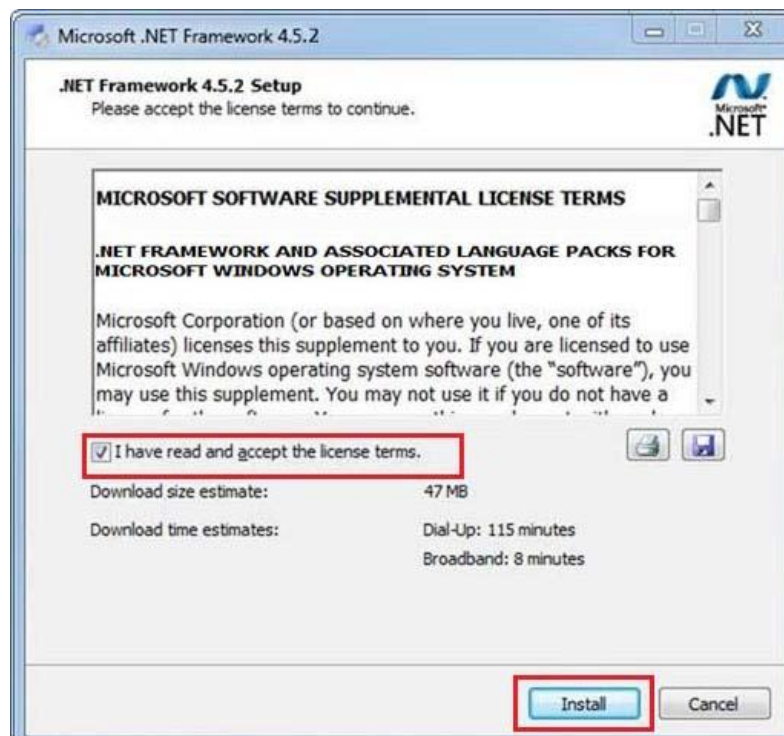 Microsoft .NET Framework 4.5.2
.NET Framework 4.5.2 Setup
Please accept the license terms to continue.
Microsoft
.NET
MICROSOFT SOFTWARE SUPPLEMENTAL LICENSE TERMS
.NET FRAMEWORK AND ASSOCIATED LANGUAGE PACKS FOR
MICROSOFT WINDOWS OPERATING SYSTEM
Microsoft Corporation (or based on where you live, one of its
affiliates) licenses this supplement to you. If you are licensed to use
Microsoft Windows operating system software (the “software”), you
may use this supplement. You may not use it if you do not have a
I have read and accept the license terms.
Download size estimate: 47 MB
Download time estimates: Dial-Up: 115 minutes
Broadband: 8 minutes
Install Cancel